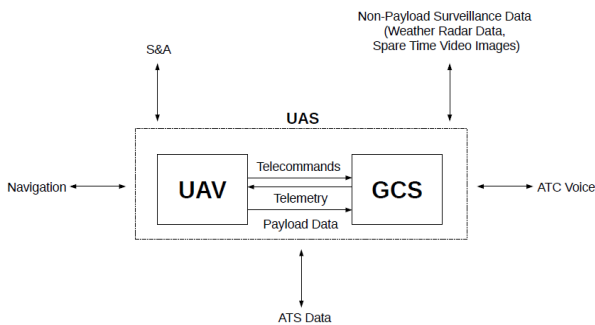 Non-Payload Surveillance Data
(Weather Radar Data,
Spare Time Video Images)
S&A
UAS
Telecommands
UAV
GCS
Navigation
Telemetry
ATC Voice
Payload Data
ATS Data